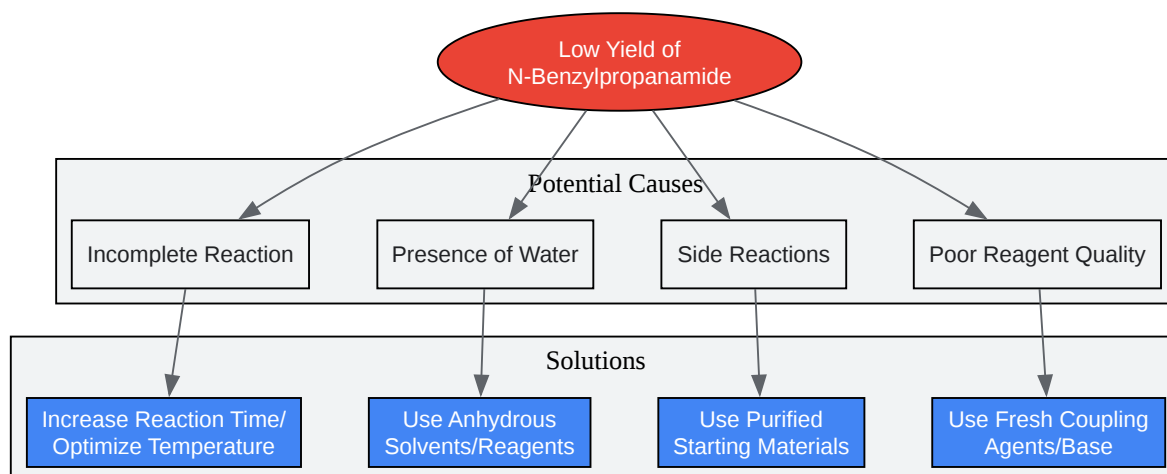 Low Yield of
N-Benzylpropanamide
Potential Causes
Incomplete Reaction
Presence of Water
Side Reactions
Poor Reagent Quality
Solutions
Increase Reaction Time/
Optimize Temperature
Use Anhydrous
Solvents/Reagents
Use Purified
Starting Materials
Use Fresh Coupling
Agents/Base